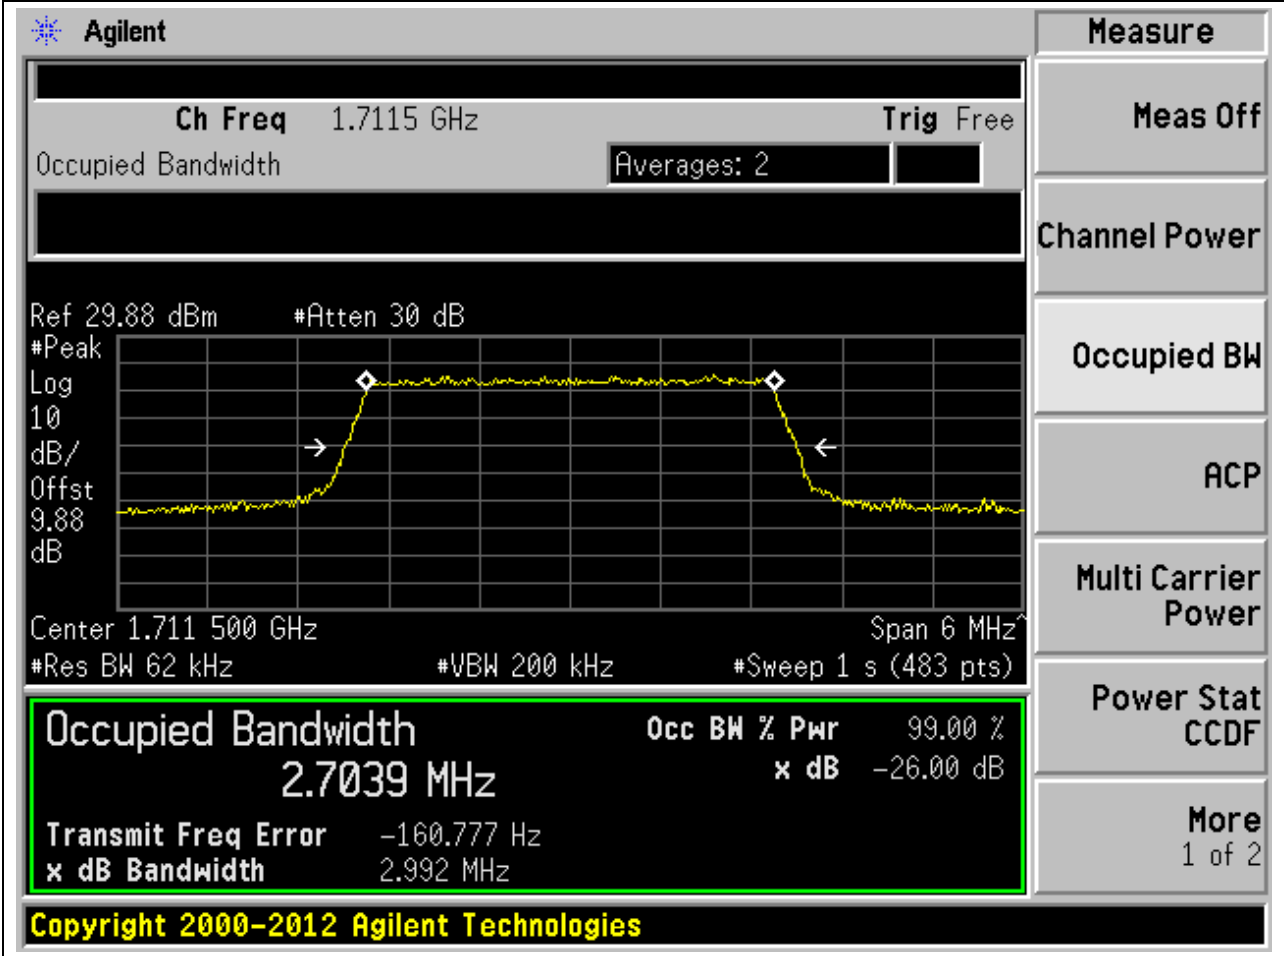 Agilent
Measure
Ch Freq 1.7115 GHz Trig Free
Meas Off
Occupied Bandwidth Averages: 2
Channel Power
Ref 29.88 dBm #Atten 30 dB
#Peak
Log
10
dB/
Offst
9.88
dB
Occupied BW
ACP
Center 1.711 500 GHz Span 6 MHz^
#Res BW 62 kHz #VBW 200 kHz #Sweep 1 s (483 pts)
Multi Carrier
Power
Occupied Bandwidth Occ BW % Pwr 99.00 %
2.7039 MHz x dB -26.00 dB
Transmit Freq Error -160.777 Hz
x dB Bandwidth 2.992 MHz
Power Stat
CCDF
More
1 of 2
Copyright 2000-2012 Agilent Technologies